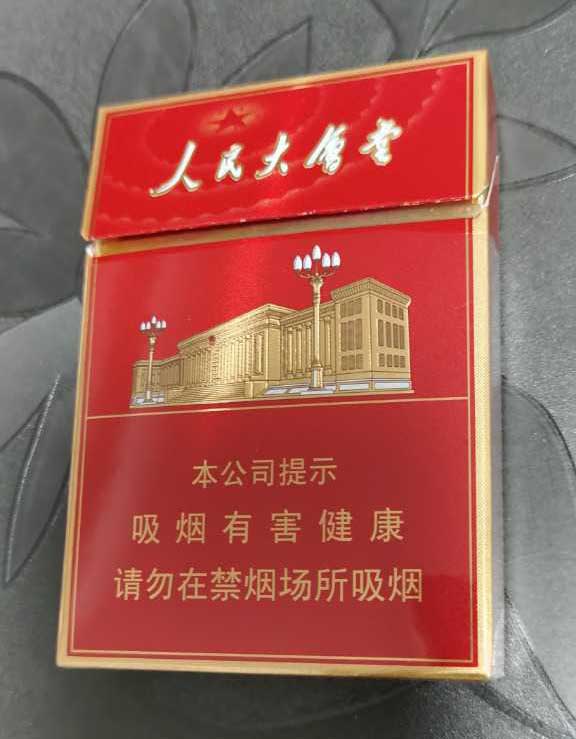 人民大會堂
本公司提示
吸烟有害健康
请勿在禁烟场所吸烟